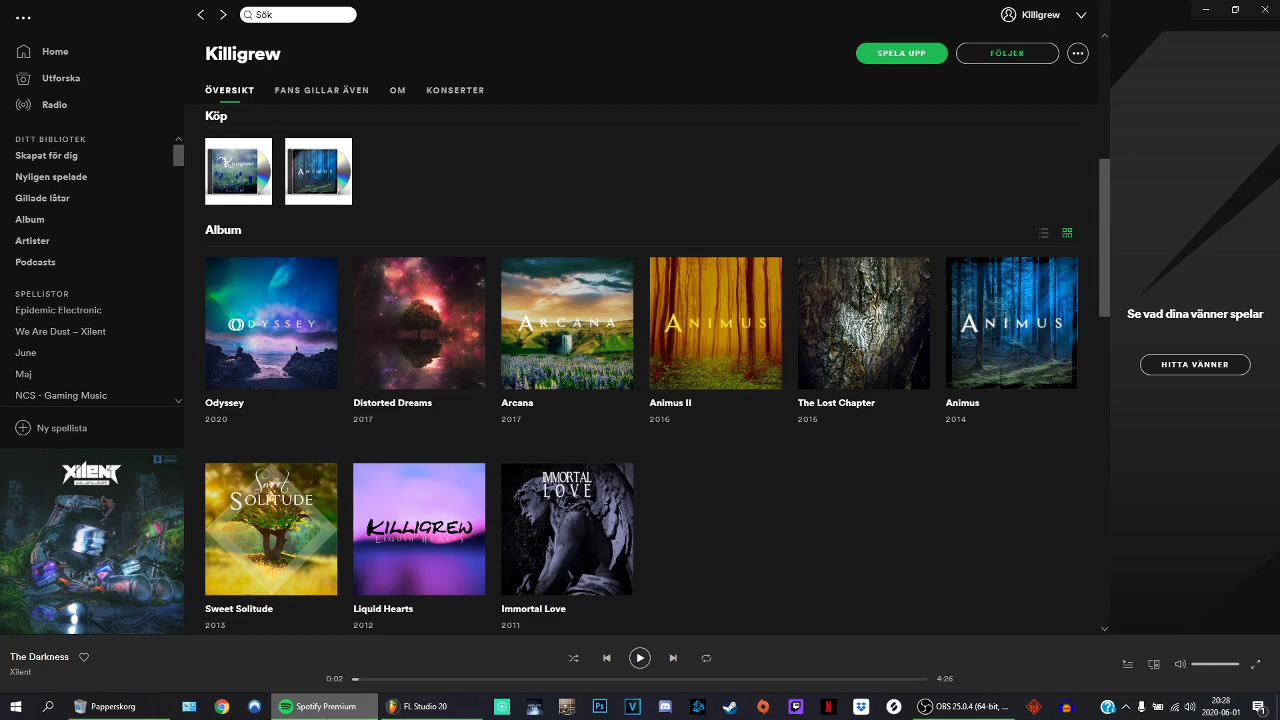 Sök
Killigrew
Home
Utforska
Radio
DITT BIBLIOTEK
Skapat för dig
Nyligen spelade
Gillade låtar
Album
Artister
Podcasts
SPELLISTOR
Epidemic Electronic
We Are Dust – Xilent
June
Maj
NCS - Gaming Music
Ny spellista
XILENT
Killigrew
SPELA UPP
FÖLJER
ÖVERSIKT
FANS GILLAR ÄVEN
OM
KONSERTER
Köp
Killigrew
ANIMUS
Album
ODYSSEY
ARCANA
ANIMUS
ANIMUS
Odyssey
Distorted Dreams
Arcana
Animus II
The Lost Chapter
Animus
2020
2017
2017
2016
2015
2014
Sweet
SOLITUDE
KILLIGREW
LIQUID HEARTS
IMMORTAL
LOVE
Sweet Solitude
Liquid Hearts
Immortal Love
2013
2012
2011
Se vad dina vänner spelar
HITTA VÄNNER
The Darkness
Xilent
0:02
4:26
Papperskorg
Spotify Premium
FL Studio 20
OBS 25.0.4 (64-bit, ...
20:28
2020-06-01